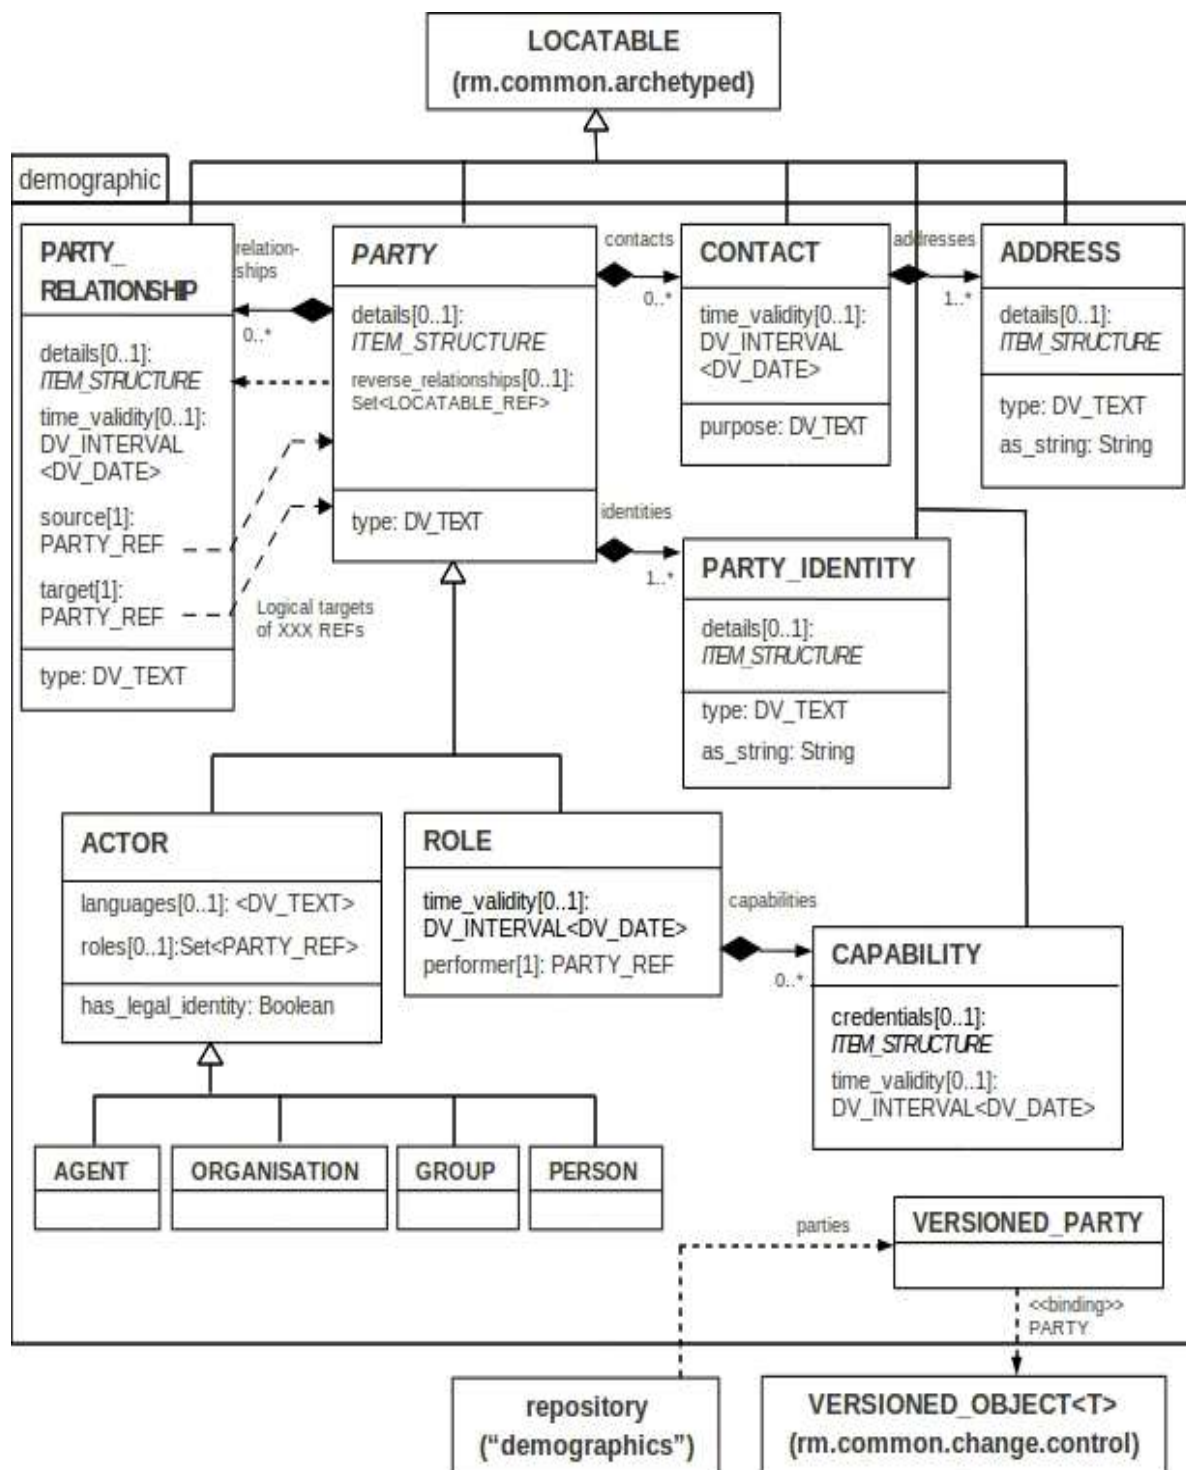 LOCATABLE
(rm.common.archetyped)
demographic
PARTY_
RELATIONSHIP
details[0..1]:
ITEM_STRUCTURE
time_validity[0..1]:
DV_INTERVAL
<DV_DATE>
source[1]:
PARTY_REF
target[1]:
PARTY_REF
type: DV_TEXT
relation-
ships
0..*
Logical targets
of XXX REFs
PARTY
details[0..1]:
ITEM_STRUCTURE
reverse_relationships[0..1]:
Set<LOCATABLE_REF>
type: DV_TEXT
contacts
0..*
CONTACT
time_validity[0..1]:
DV_INTERVAL
<DV_DATE>
purpose: DV_TEXT
addresses
1..*
ADDRESS
details[0..1]:
ITEM_STRUCTURE
type: DV_TEXT
as_string: String
identities
1..*
PARTY_IDENTITY
details[0..1]:
ITEM_STRUCTURE
type: DV_TEXT
as_string: String
ACTOR
languages[0..1]: <DV_TEXT>
roles[0..1]:Set<PARTY_REF>
has_legal_identity: Boolean
ROLE
time_validity[0..1]:
DV_INTERVAL<DV_DATE>
performer[1]: PARTY_REF
capabilities
0..*
CAPABILITY
credentials[0..1]:
ITEM_STRUCTURE
time_validity[0..1]:
DV_INTERVAL<DV_DATE>
AGENT
ORGANISATION
GROUP
PERSON
parties
VERSIONED_PARTY
<<binding>>
PARTY
repository
(“demographics”)
VERSIONED_OBJECT<T>
(rm.common.change.control)